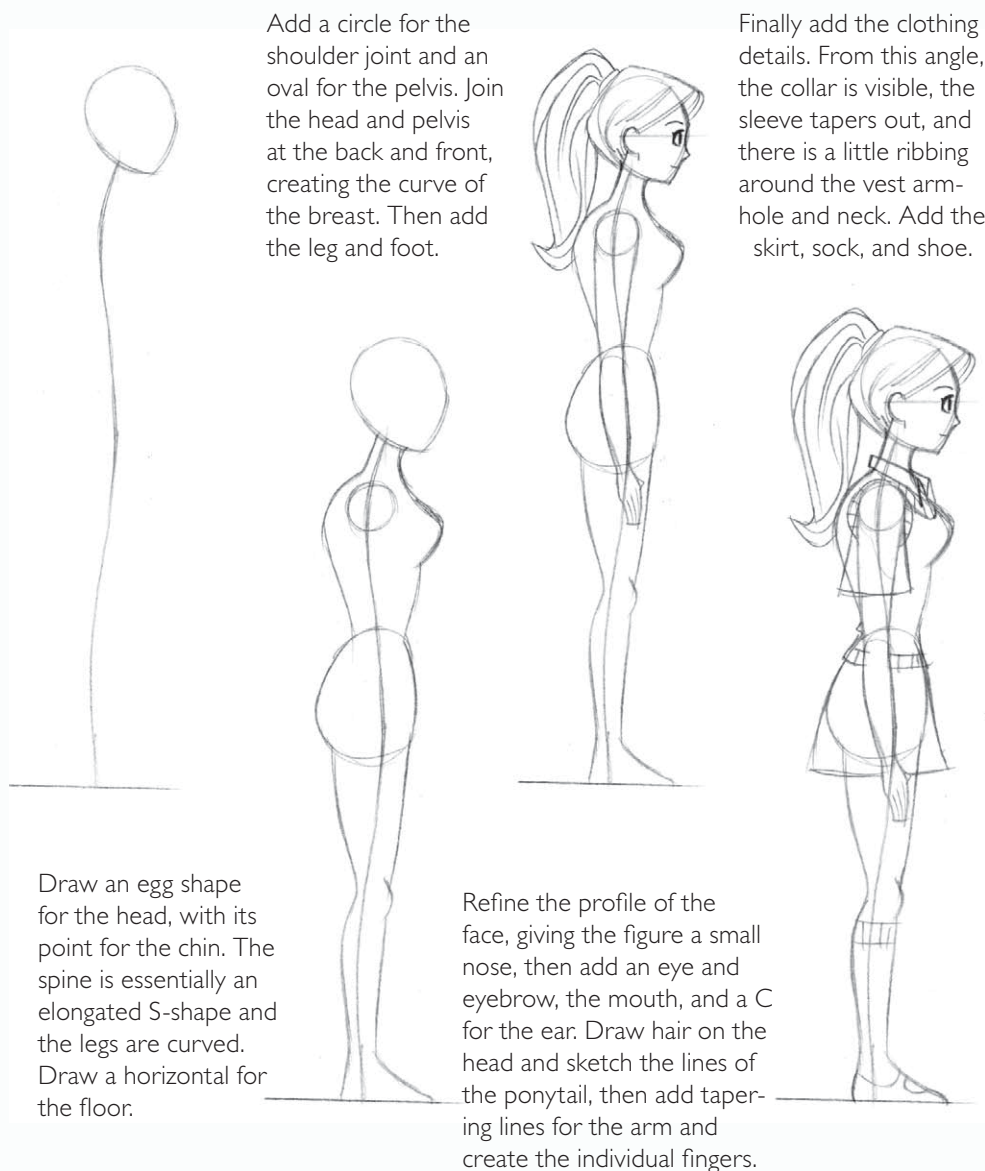 Draw an egg shape
for the head, with its
point for the chin. The
spine is essentially an
elongated S-shape and
the legs are curved.
Draw a horizontal for
the floor.
Add a circle for the
shoulder joint and an
oval for the pelvis. Join
the head and pelvis
at the back and front,
creating the curve of
the breast. Then add
the leg and foot.
Refine the profile of the
face, giving the figure a small
nose, then add an eye and
eyebrow, the mouth, and a C
for the ear. Draw hair on the
head and sketch the lines of
the ponytail, then add taper-
ing lines for the arm and
create the individual fingers.
Finally add the clothing
details. From this angle,
the collar is visible, the
sleeve tapers out, and
there is a little ribbing
around the vest arm-
hole and neck. Add the
skirt, sock, and shoe.